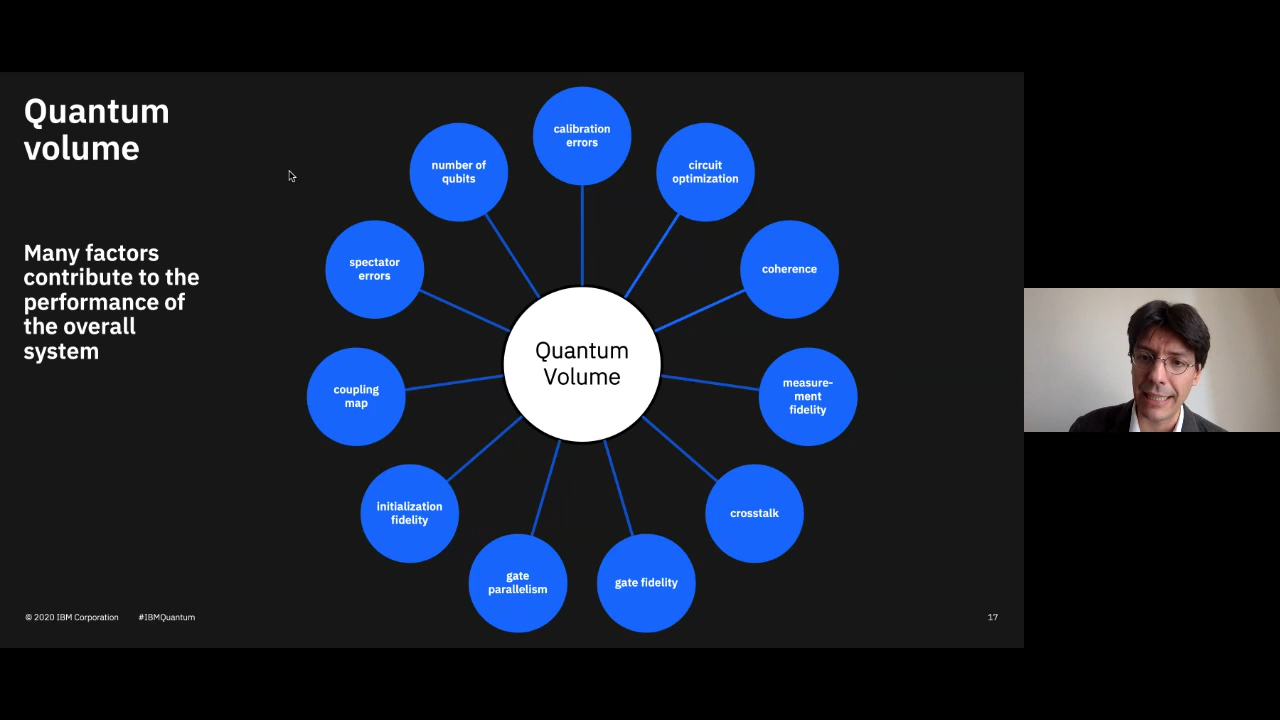 Quantum
volume
Many factors
contribute to the
performance of
the overall
system
calibration
errors
circuit
optimization
coherence
measure-
ment
fidelity
crosstalk
gate fidelity
gate
parallelism
initialization
fidelity
coupling
map
spectator
errors
number of
qubits
Quantum
Volume
© 2020 IBM Corporation
#IBMQuantum
17